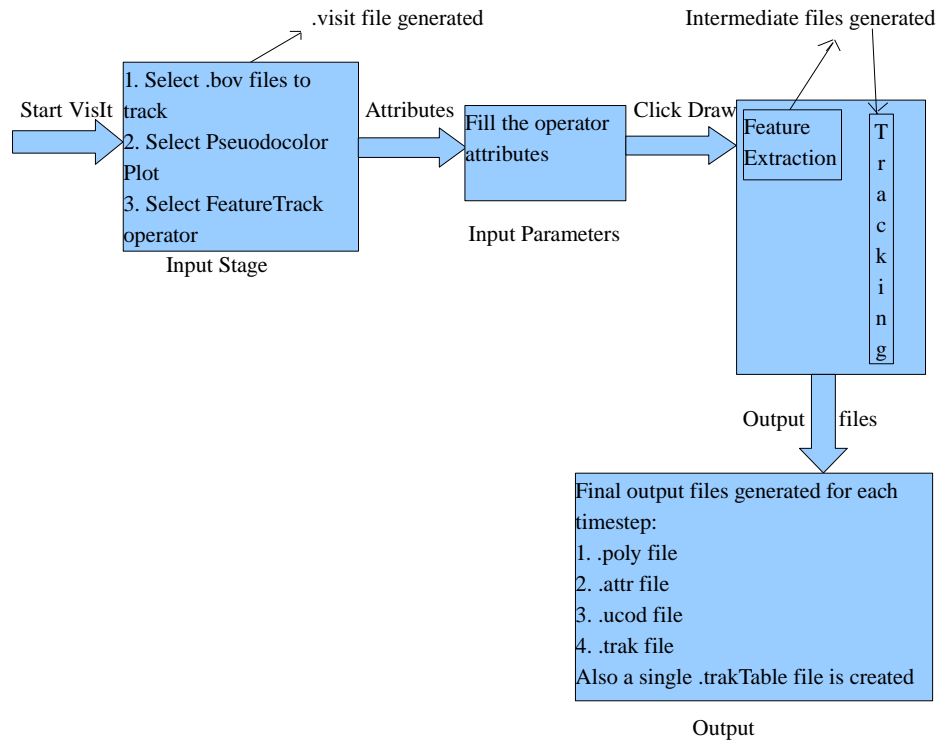 .visit file generated
Intermediate files generated
Start VisIt
1. Select .bov files to
track
2. Select Pseuodocolor
Plot
3. Select FeatureTrack
operator
Input Stage
Attributes
Fill the operator
attributes
Input Parameters
Click Draw
Feature
Extraction
T
r
a
c
k
i
n
g
Output files
Final output files generated for each
timestep:
1. .poly file
2. .attr file
3. .ucod file
4. .trak file
Also a single .trakTable file is created
Output